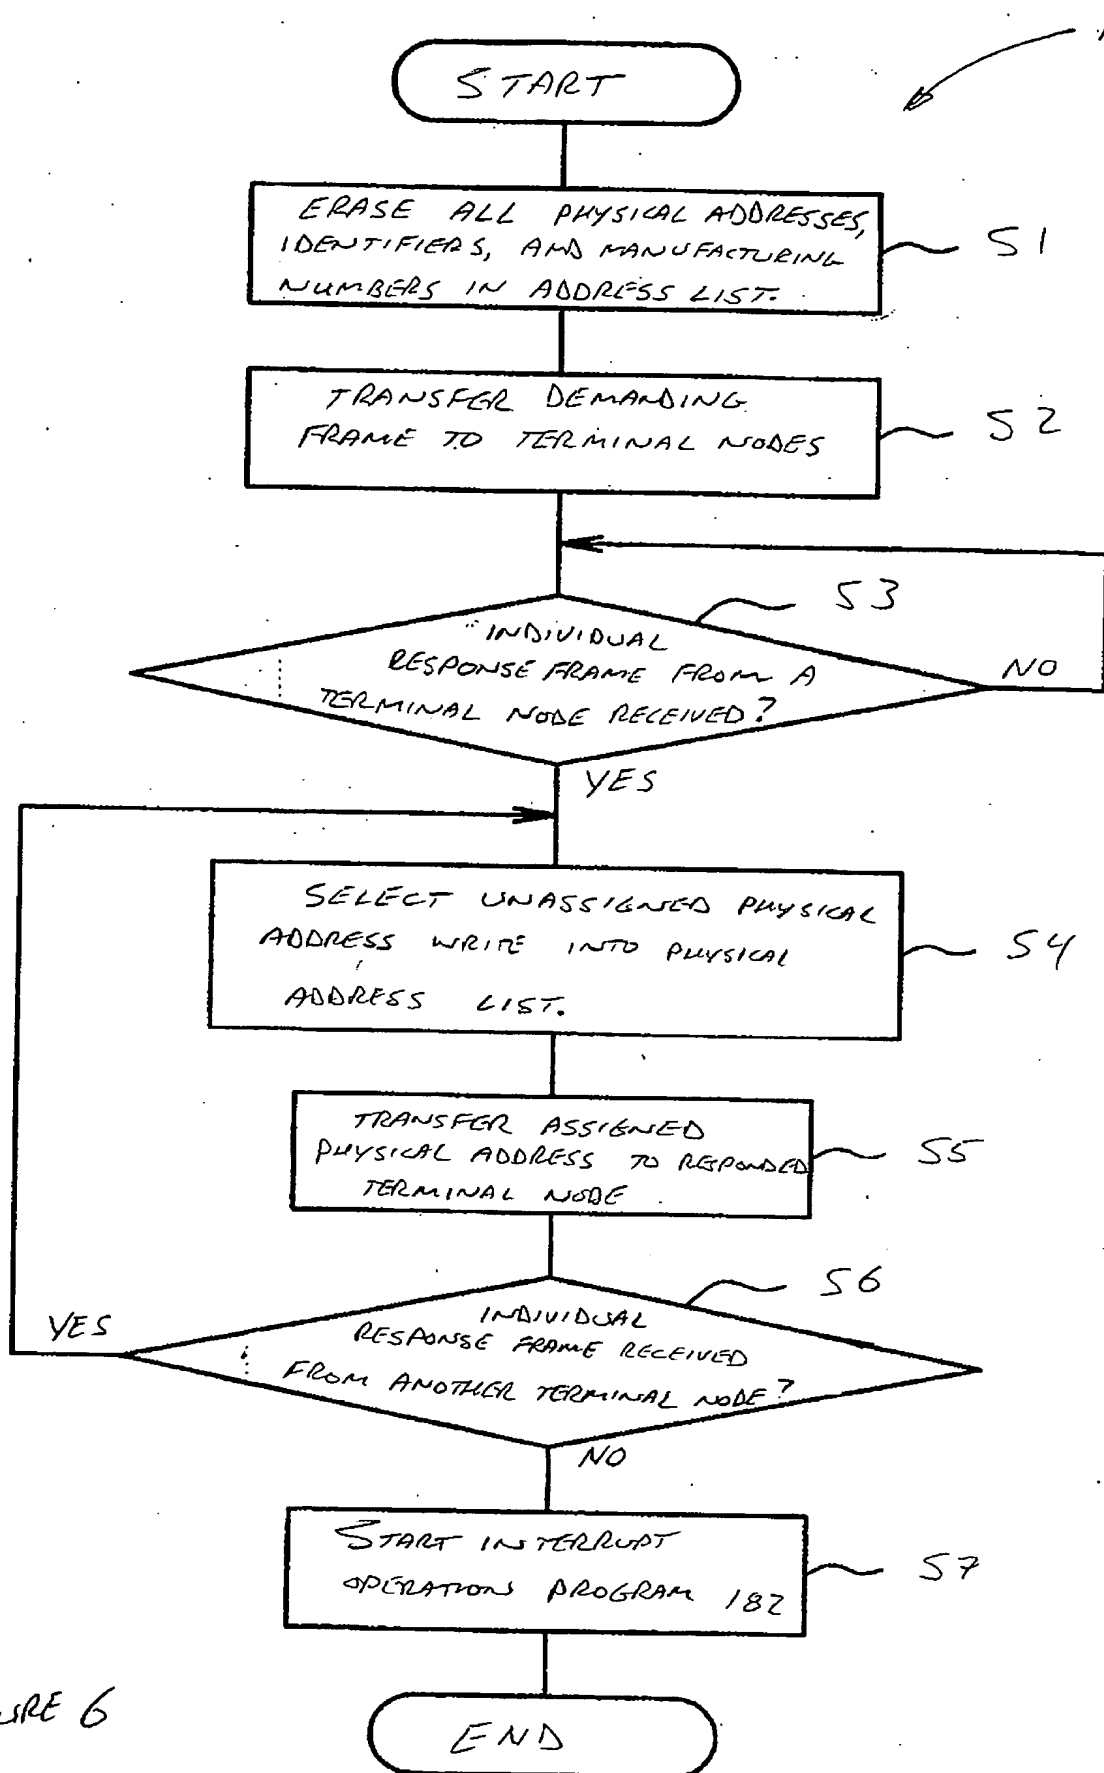 START
ERASE ALL PHYSICAL ADDRESSES,
IDENTIFIERS, AND MANUFACTURING
NUMBERS IN ADDRESS LIST.
S1
TRANSFER DEMANDING
FRAME TO TERMINAL NODES
S2
S3
INDIVIDUAL
RESPONSE FRAME FROM A
TERMINAL NODE RECEIVED?
NO
YES
SELECT UNASSIGNED PHYSICAL
ADDRESS WRITE INTO PHYSICAL
ADDRESS LIST.
S4
TRANSFER ASSIGNED
PHYSICAL ADDRESS TO RESPONDED
TERMINAL NODE
S5
S6
YES
INDIVIDUAL
RESPONSE FRAME RECEIVED
FROM ANOTHER TERMINAL NODE?
NO
START INTERRUPT
OPERATION PROGRAM 182
S7
END
URE 6